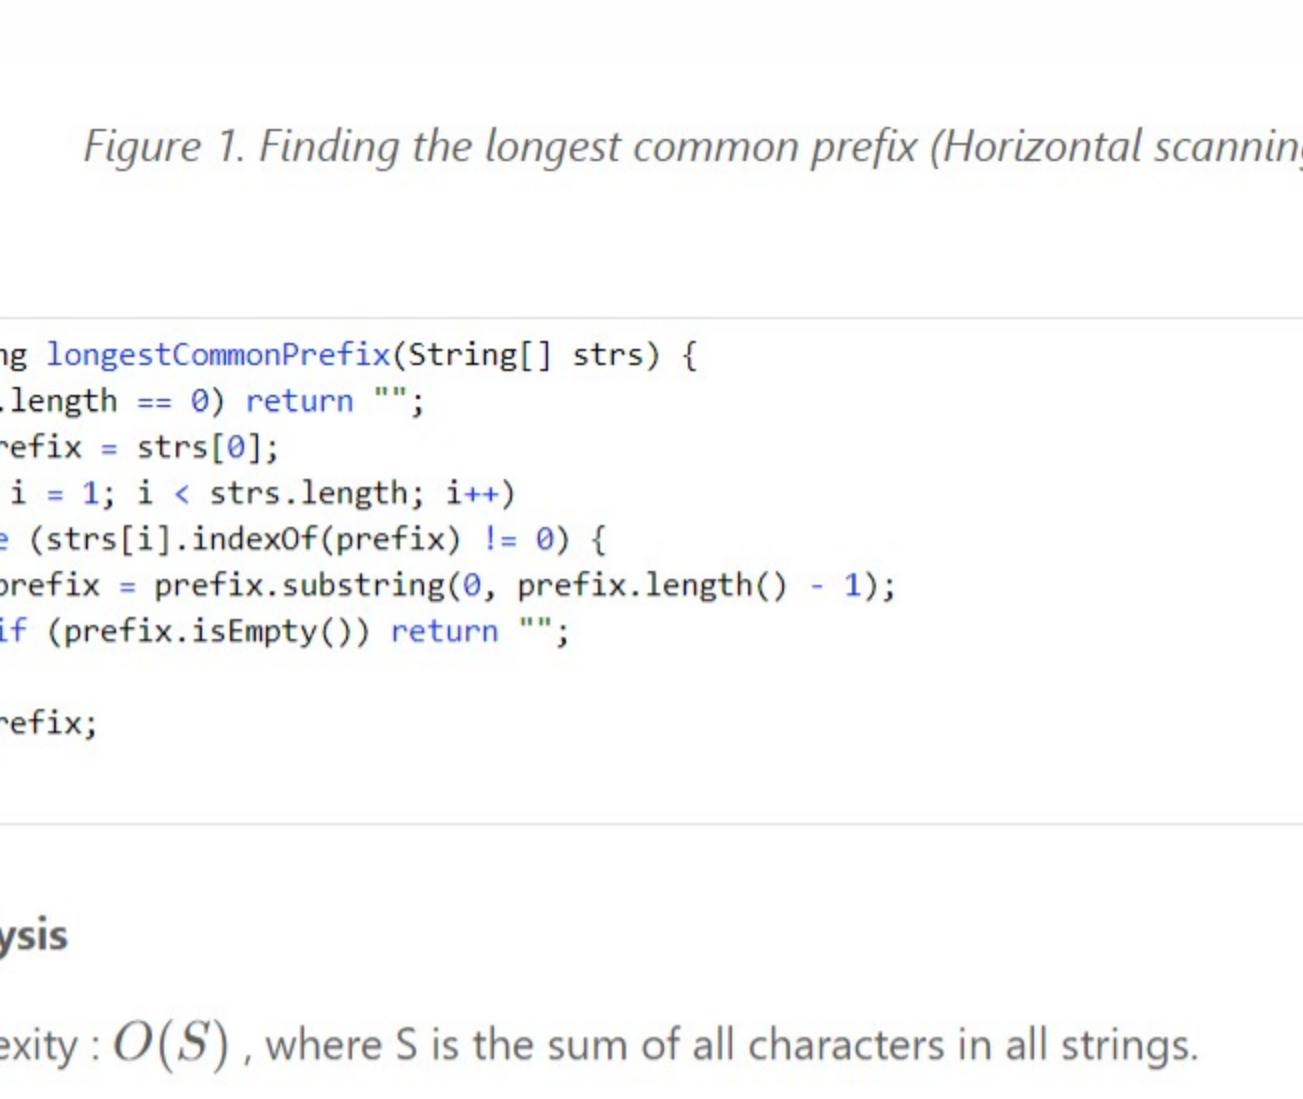 Figure 1. Finding the longest common prefix (Horizontal scanning
ng longestCommonPrefix(String[] strs) {
.length == 0) return "";
refix = strs[0];
i = 1; i < strs.length; i++)
e (strs[i].indexOf(prefix) != 0) {
prefix = prefix.substring(0, prefix.length() - 1);
if (prefix.isEmpty()) return "";
refix;
ysis
exity : O(S) , where S is the sum of all characters in all strings.